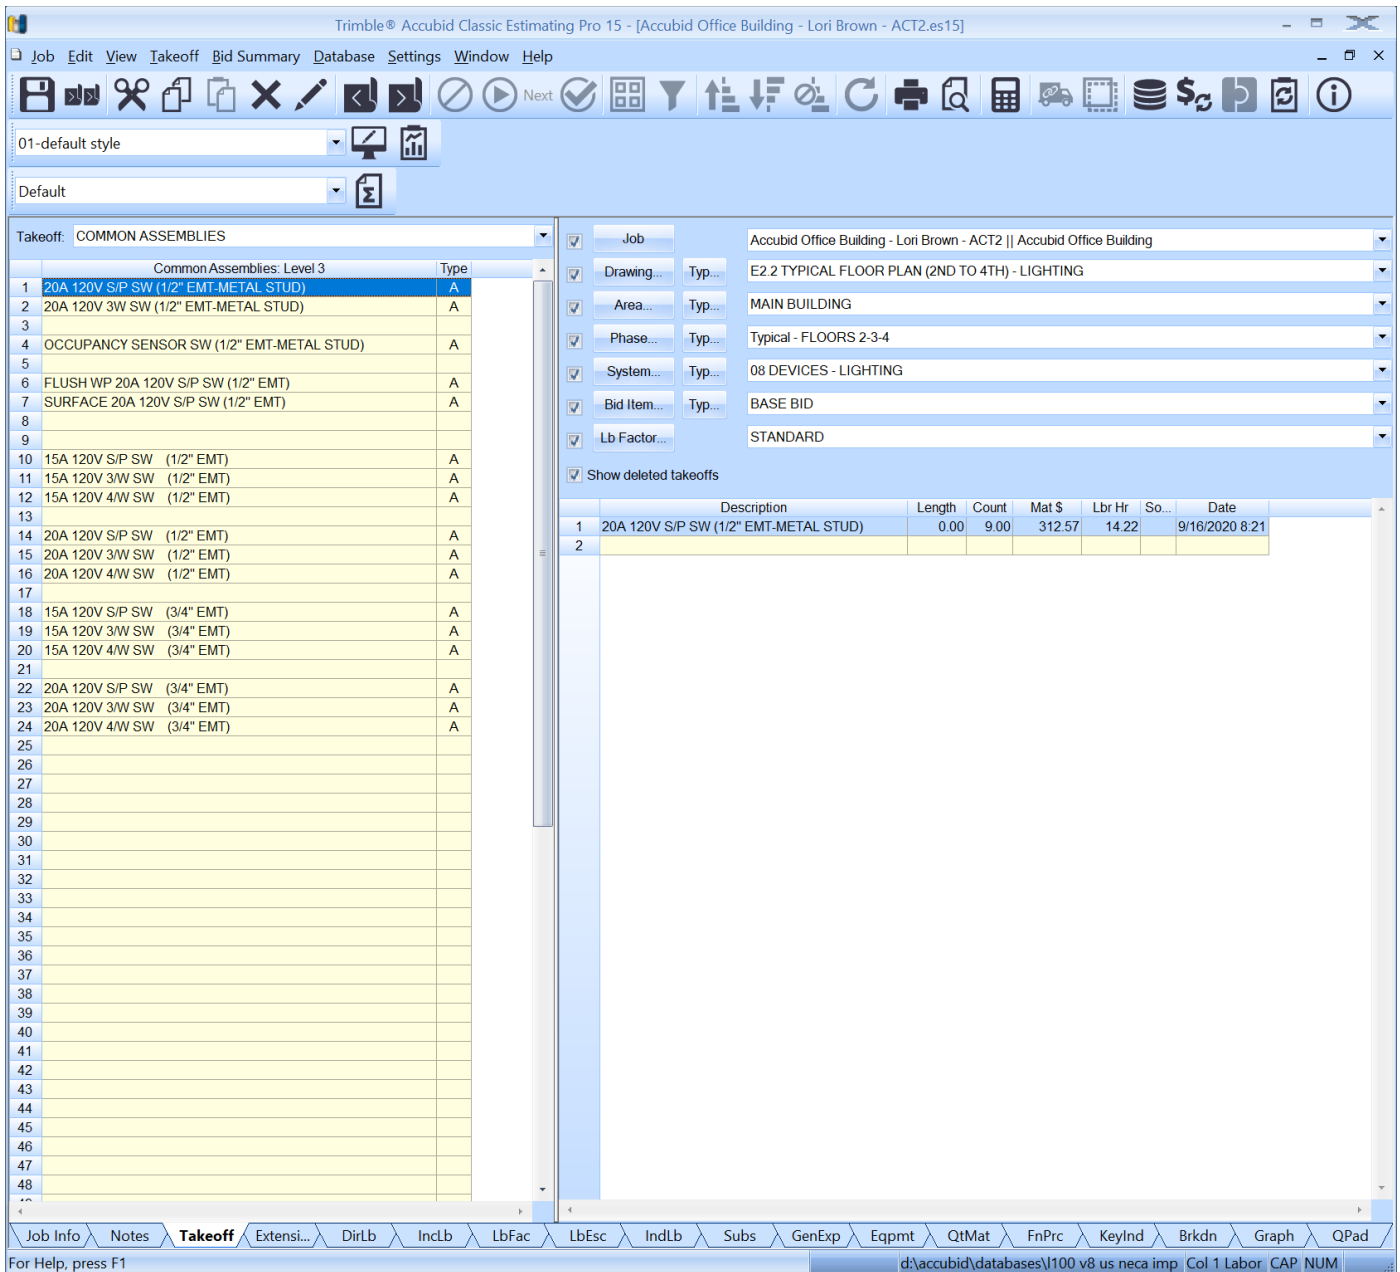 Trimble® Accubid Classic Estimating Pro 15 - [Accubid Office Building - Lori Brown - ACT2.es15]
Job Edit View Takeoff Bid Summary Database Settings Window Help
Next
01-default style
Default
Takeoff: COMMON ASSEMBLIES
Common Assemblies: Level 3 Type
1 20A 120V S/P SW (1/2" EMT-METAL STUD) A
2 20A 120V 3W SW (1/2" EMT-METAL STUD) A
3
4 OCCUPANCY SENSOR SW (1/2" EMT-METAL STUD) A
5
6 FLUSH WP 20A 120V S/P SW (1/2" EMT) A
7 SURFACE 20A 120V S/P SW (1/2" EMT) A
8
9
10 15A 120V S/P SW (1/2" EMT) A
11 15A 120V 3/W SW (1/2" EMT) A
12 15A 120V 4/W SW (1/2" EMT) A
13
14 20A 120V S/P SW (1/2" EMT) A
15 20A 120V 3/W SW (1/2" EMT) A
16 20A 120V 4/W SW (1/2" EMT) A
17
18 15A 120V S/P SW (3/4" EMT) A
19 15A 120V 3/W SW (3/4" EMT) A
20 15A 120V 4/W SW (3/4" EMT) A
21
22 20A 120V S/P SW (3/4" EMT) A
23 20A 120V 3/W SW (3/4" EMT) A
24 20A 120V 4/W SW (3/4" EMT) A
25
26
27
28
29
30
31
32
33
34
35
36
37
38
39
40
41
42
43
44
45
46
47
48
Job Accubid Office Building - Lori Brown - ACT2 || Accubid Office Building
Drawing... Typ... E2.2 TYPICAL FLOOR PLAN (2ND TO 4TH) - LIGHTING
Area... Typ... MAIN BUILDING
Phase... Typ... Typical - FLOORS 2-3-4
System... Typ... 08 DEVICES - LIGHTING
Bid Item... Typ... BASE BID
Lb Factor... STANDARD
Show deleted takeoffs
Description Length Count Mat $ Lbr Hr So... Date
1 20A 120V S/P SW (1/2" EMT-METAL STUD) 0.00 9.00 312.57 14.22 9/16/2020 8:21
2
Job Info Notes Takeoff Extensi... DirLb IncLb LbFac LbEsc IndLb Subs GenExp Eqpmt QtMat FnPrc KeyInd Brkdn Graph QPad
For Help, press F1 d:\accubid\databases\l100 v8 us neca imp Col 1 Labor CAP NUM